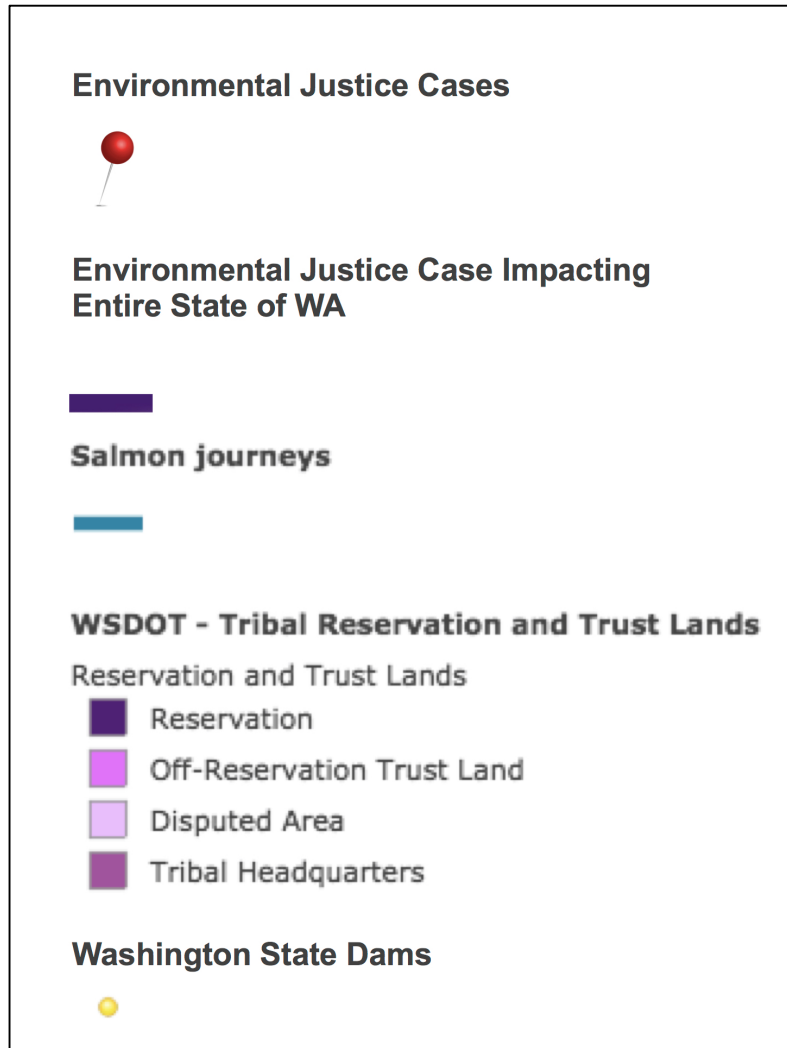 Environmental Justice Cases
Environmental Justice Case Impacting
Entire State of WA
Salmon journeys
WSDOT - Tribal Reservation and Trust Lands
Reservation and Trust Lands
Reservation
Off-Reservation Trust Land
Disputed Area
Tribal Headquarters
Washington State Dams